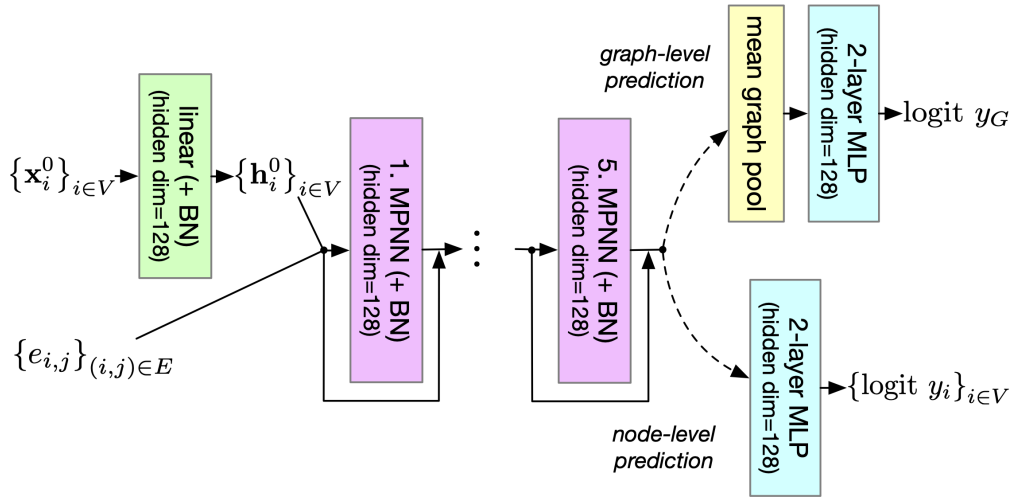 {x_i^0}_{i∈V}
linear (+ BN)
(hidden dim=128)
{h_i^0}_{i∈V}
{e_{i,j}}_{(i,j)∈E}
1. MPNN (+ BN)
(hidden dim=128)
⋮
5. MPNN (+ BN)
(hidden dim=128)
graph-level
prediction
mean graph pool
2-layer MLP
(hidden dim=128)
logit y_G
node-level
prediction
2-layer MLP
(hidden dim=128)
{logit y_i}_{i∈V}